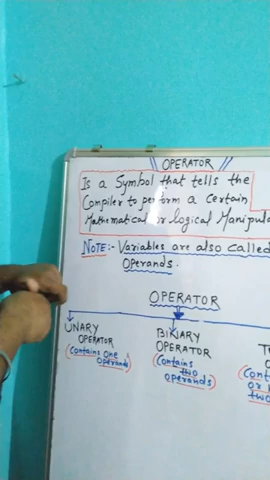 OPERATOR
Is a Symbol that tells the
Compiler to perform a certain
Mathematical or logical
NOTE:- Variables are also called
Operands.
OPERATOR
UNARY
OPERATOR
(Contains one
operand)
BINARY
OPERATOR
(Contains
two
operands)
two